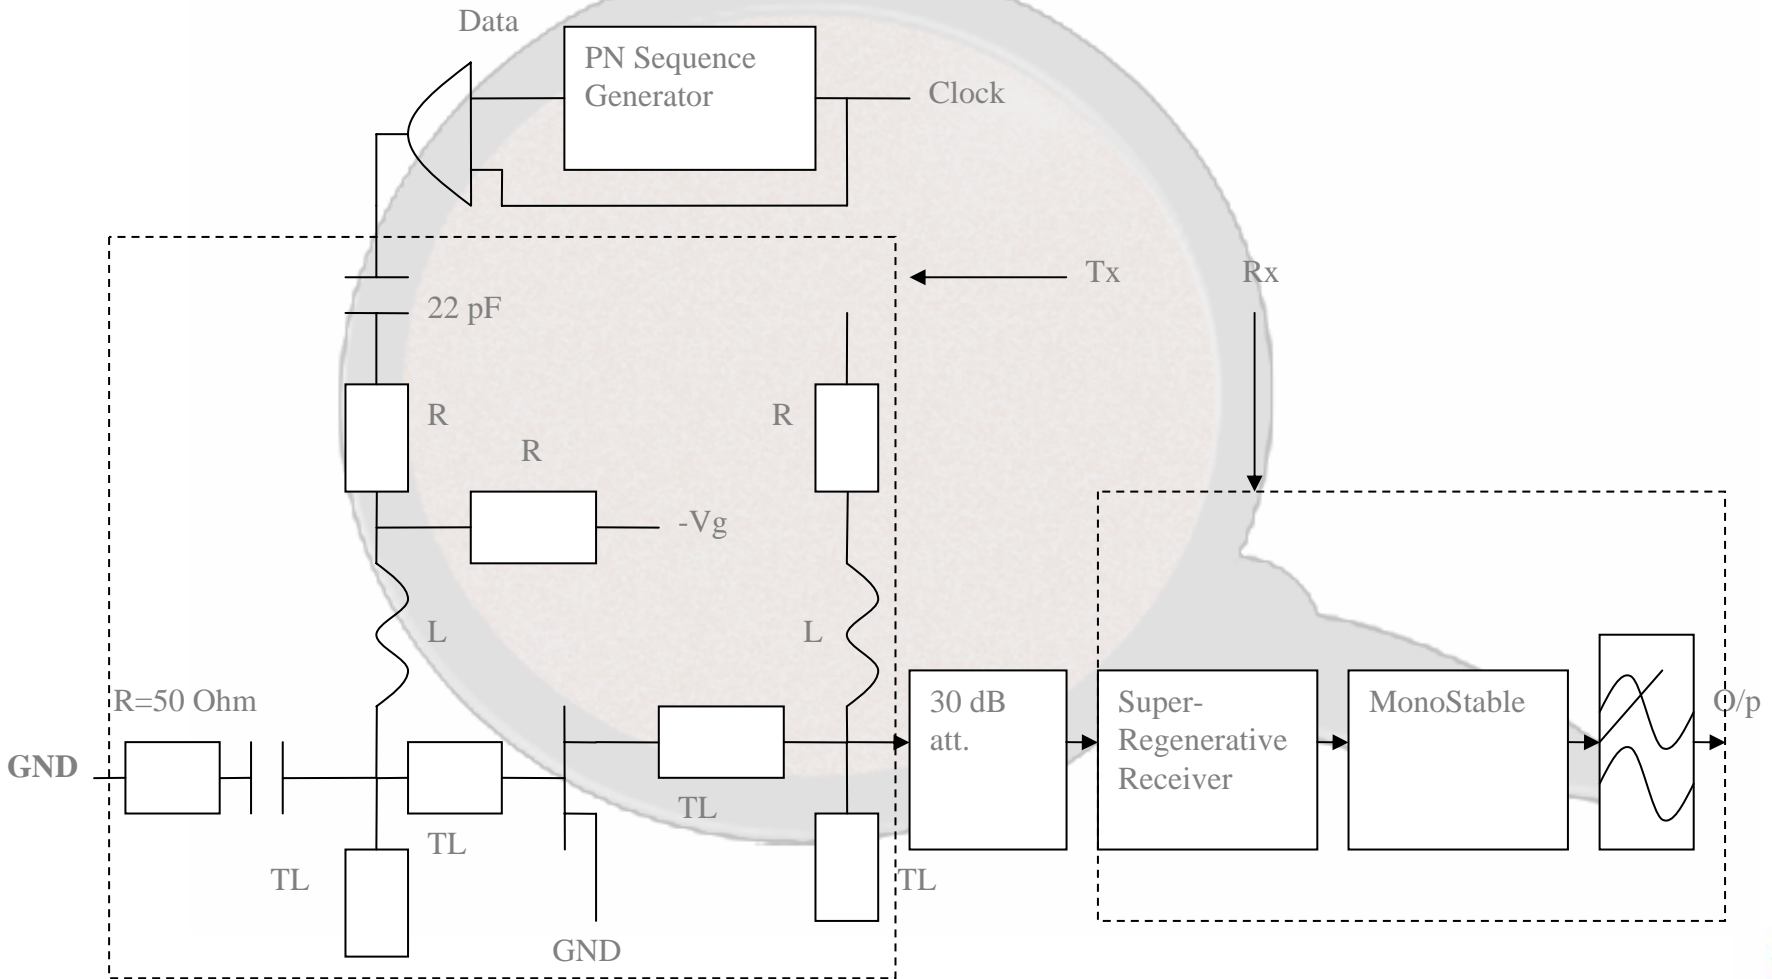 Data
PN Sequence
Generator
Clock
Tx
Rx
22 pF
R
R
R
-Vg
L
L
R=50 Ohm
GND
TL
TL
TL
TL
GND
30 dB
att.
Super-
Regenerative
Receiver
MonoStable
O/p